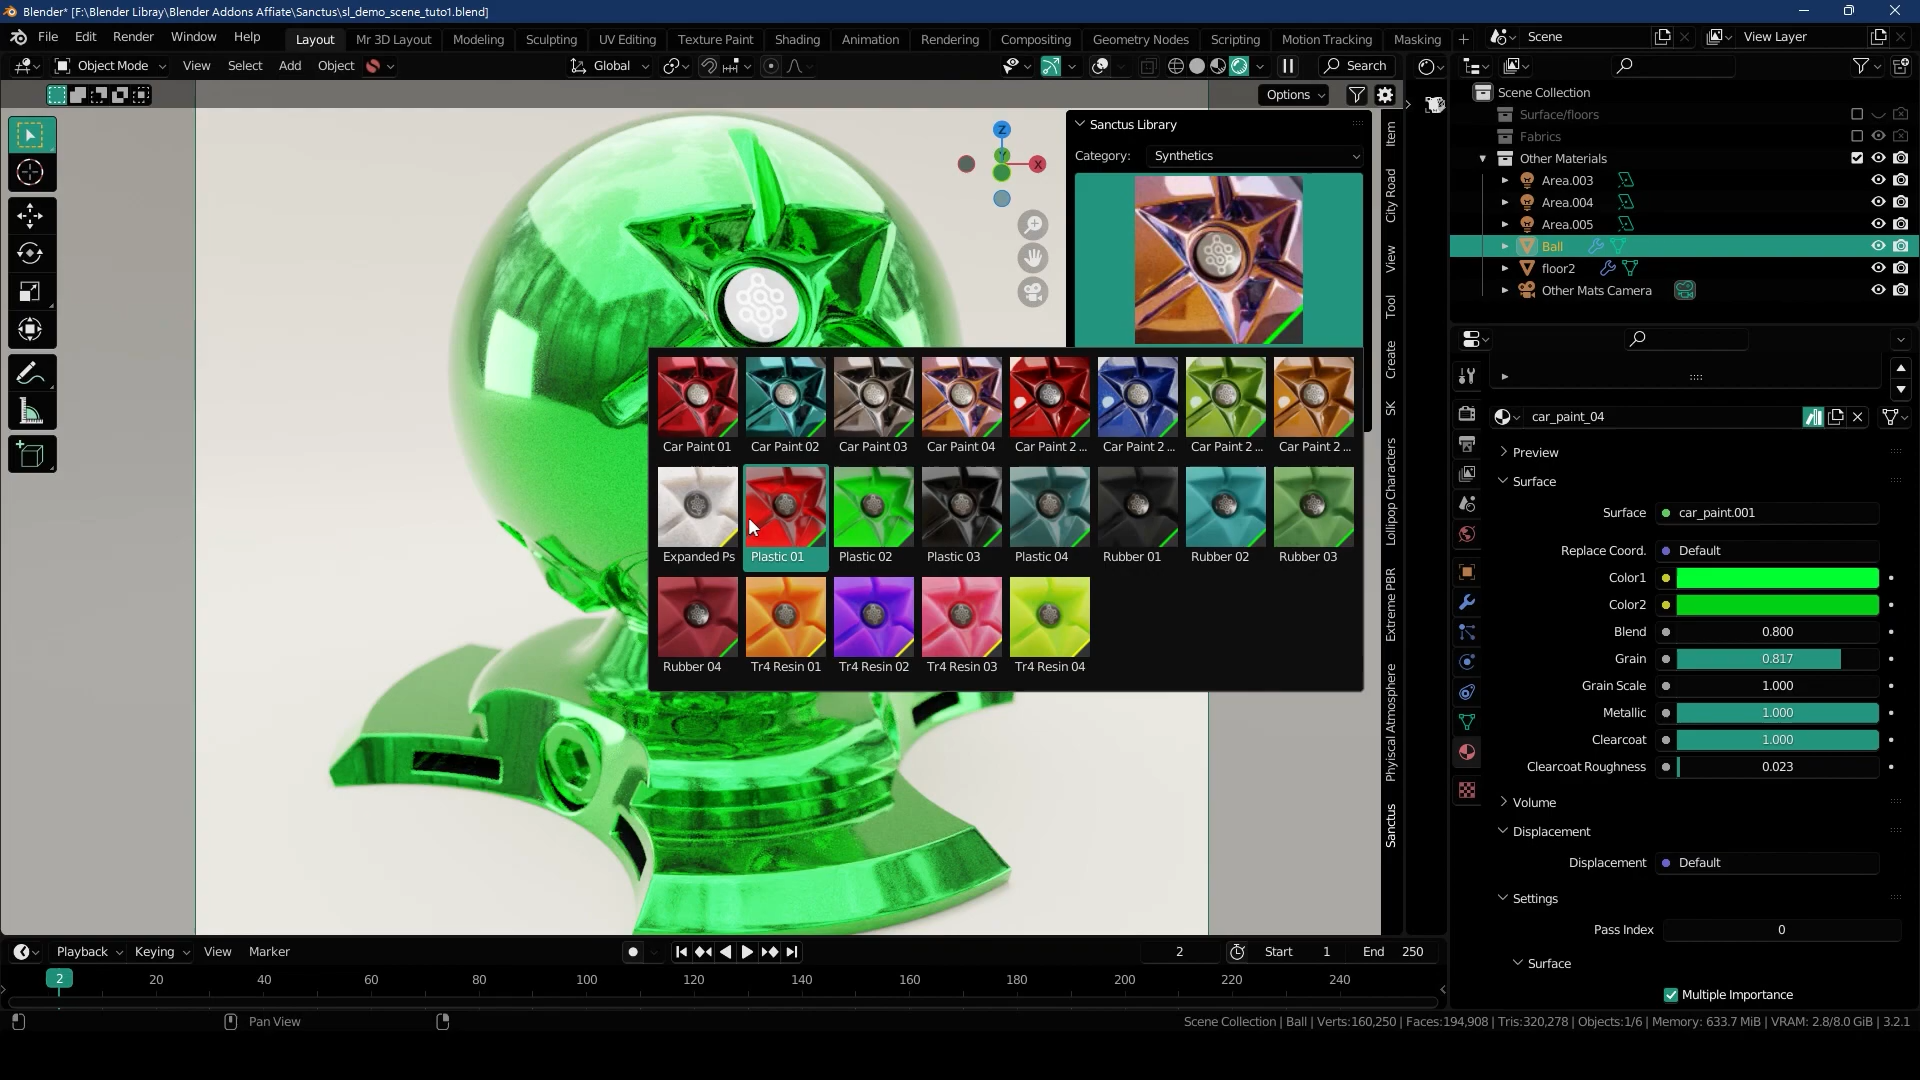 Blender* [F:\Blender Libray\Blender Addons Affiate\Sanctus\sl_demo_scene_tuto1.blend]
File Edit Render Window Help Layout Mr 3D Layout Modeling Sculpting UV Editing Texture Paint Shading Animation Rendering Compositing Geometry Nodes Scripting Motion Tracking Masking + Scene View Layer
Object Mode View Select Add Object Global Search
Options
Sanctus Library
Category: Synthetics
Item
City Road
View
Tool
Create
SK
Lollipop Characters
Extreme PBR
Phyiscal Atmosphere
Sanctus
Z
Y
X
Car Paint 01 Car Paint 02 Car Paint 03 Car Paint 04 Car Paint 2 ... Car Paint 2 ... Car Paint 2 ... Car Paint 2 ...
Expanded Ps Plastic 01 Plastic 02 Plastic 03 Plastic 04 Rubber 01 Rubber 02 Rubber 03
Rubber 04 Tr4 Resin 01 Tr4 Resin 02 Tr4 Resin 03 Tr4 Resin 04
Scene Collection
Surface/floors
Fabrics
Other Materials
Area.003
Area.004
Area.005
Ball
floor2
Other Mats Camera
car_paint_04
Preview
Surface
Surface car_paint.001
Replace Coord. Default
Color1
Color2
Blend 0.800
Grain 0.817
Grain Scale 1.000
Metallic 1.000
Clearcoat 1.000
Clearcoat Roughness 0.023
Volume
Displacement
Displacement Default
Settings
Pass Index 0
Surface
Multiple Importance
Playback Keying View Marker 2 Start 1 End 250
2 20 40 60 80 100 120 140 160 180 200 220 240
Pan View
Scene Collection | Ball | Verts:160,250 | Faces:194,908 | Tris:320,278 | Objects:1/6 | Memory: 633.7 MiB | VRAM: 2.8/8.0 GiB | 3.2.1